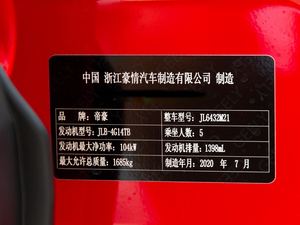 中国 浙江豪情汽车制造有限公司 制造
品牌：帝豪 整车型号：JL6432M21
发动机型号：JLB-4G14TB 乘坐人数：5
发动机最大净功率：104kW 发动机排量：1398mL
最大允许总质量：1685kg 制造年月：2020 年 7 月